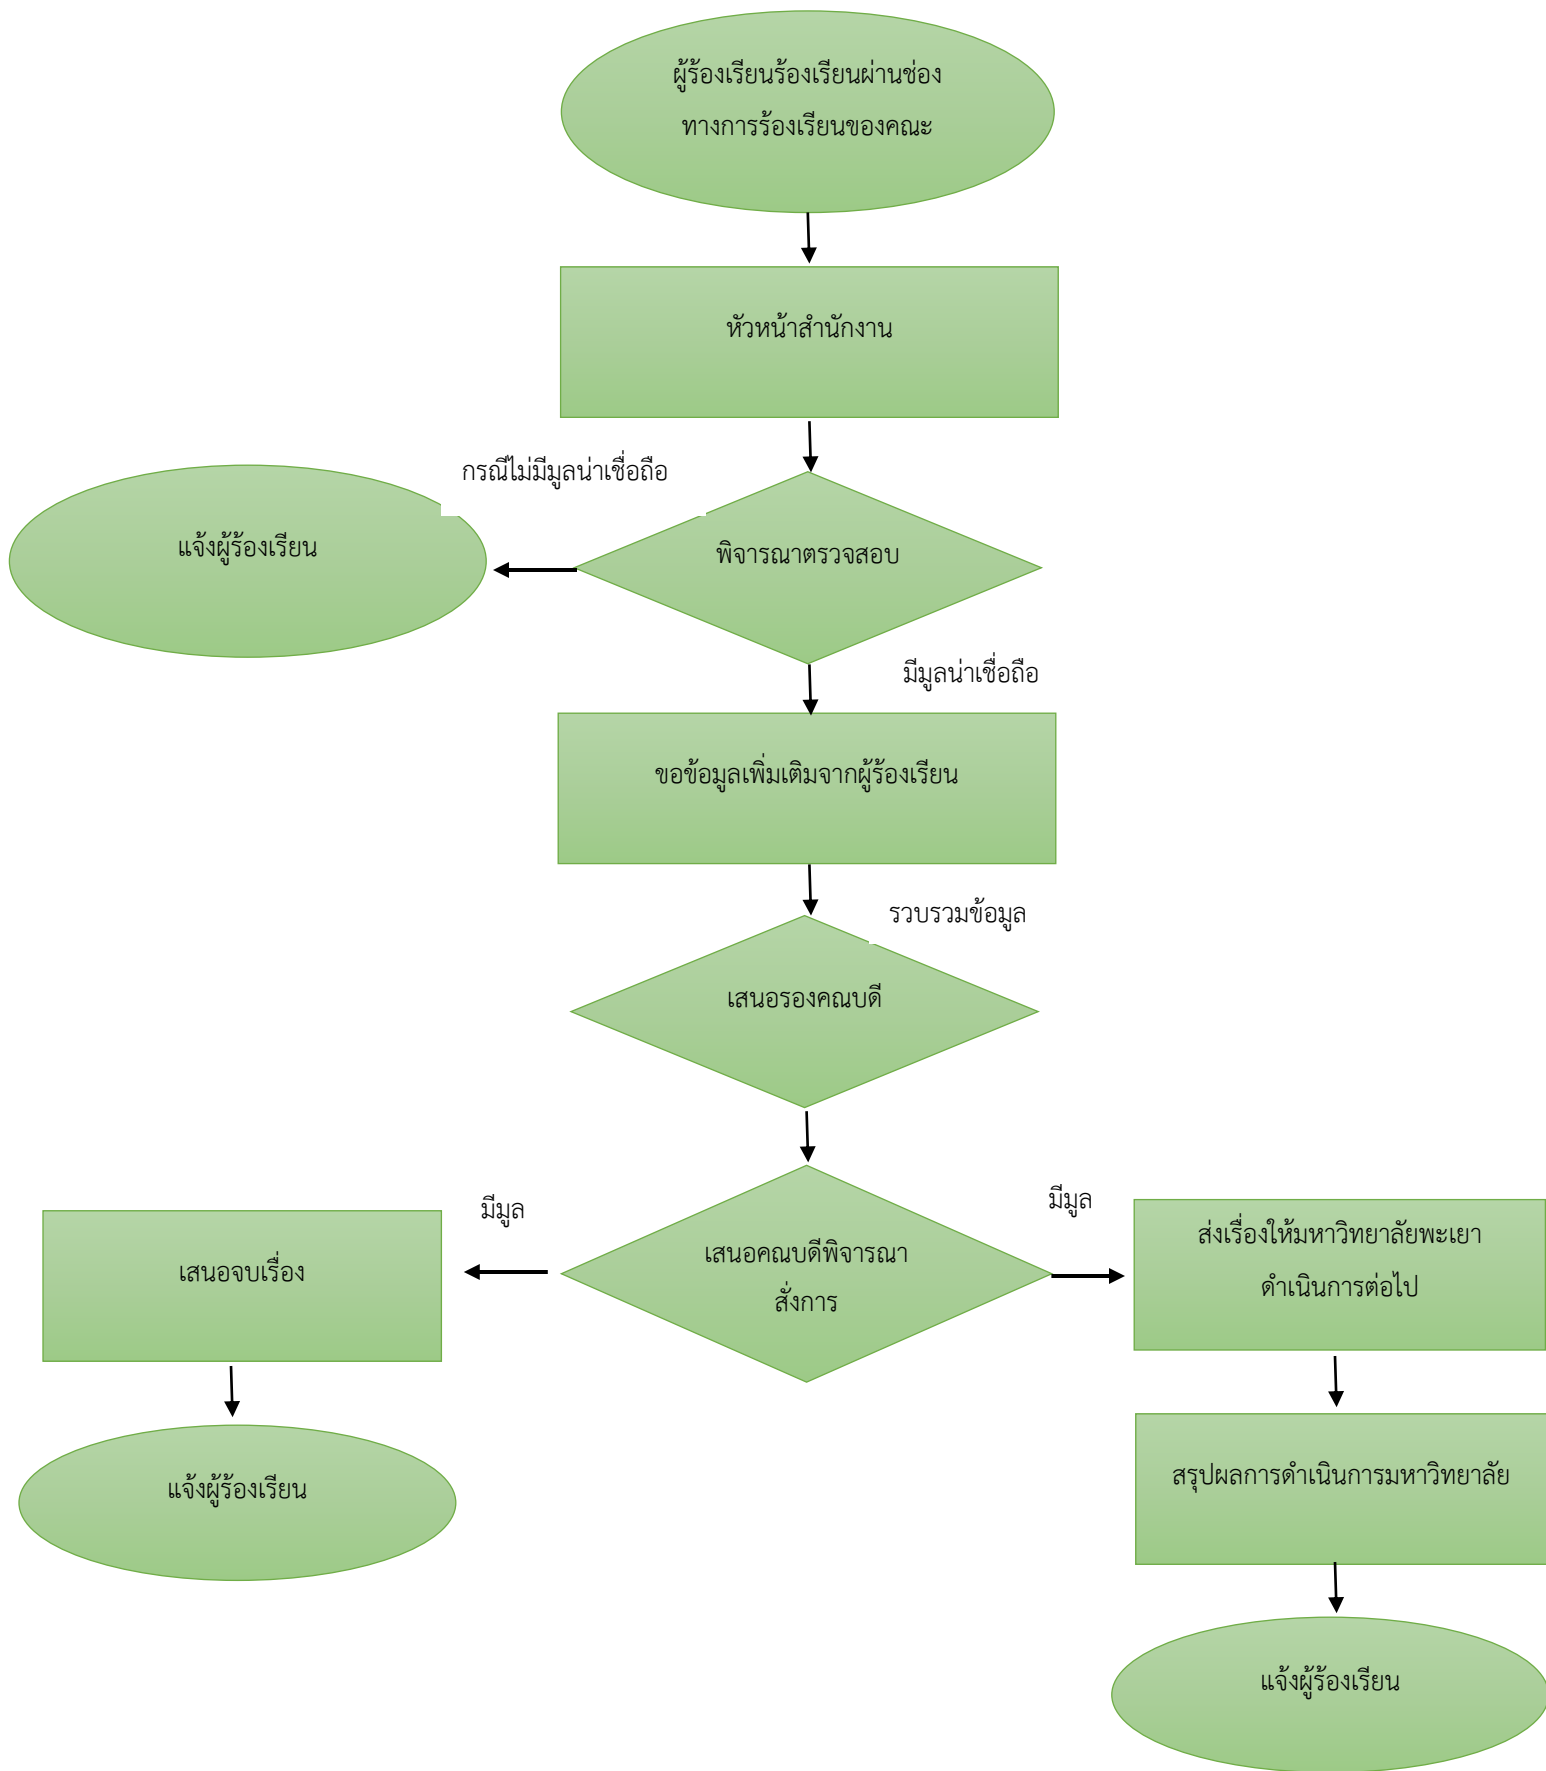 ผู้ร้องเรียนร้องเรียนผ่านช่อง
ทางการร้องเรียนของคณะ
หัวหน้าสำนักงาน
กรณีไม่มีมูลน่าเชื่อถือ
แจ้งผู้ร้องเรียน
พิจารณาตรวจสอบ
มีมูลน่าเชื่อถือ
ขอข้อมูลเพิ่มเติมจากผู้ร้องเรียน
รวบรวมข้อมูล
เสนอรองคณบดี
มีมูล
มีมูล
เสนอจบเรื่อง
เสนอคณบดีพิจารณา
สั่งการ
ส่งเรื่องให้มหาวิทยาลัยพะเยา
ดำเนินการต่อไป
แจ้งผู้ร้องเรียน
สรุปผลการดำเนินการมหาวิทยาลัย
แจ้งผู้ร้องเรียน